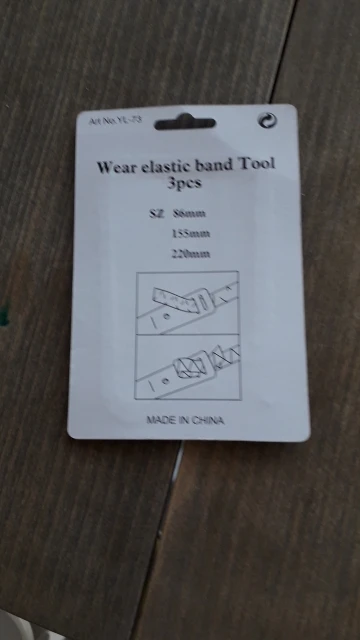 Art No.YL-73
Wear elastic band Tool
3pcs
SZ 86mm
155mm
220mm
MADE IN CHINA